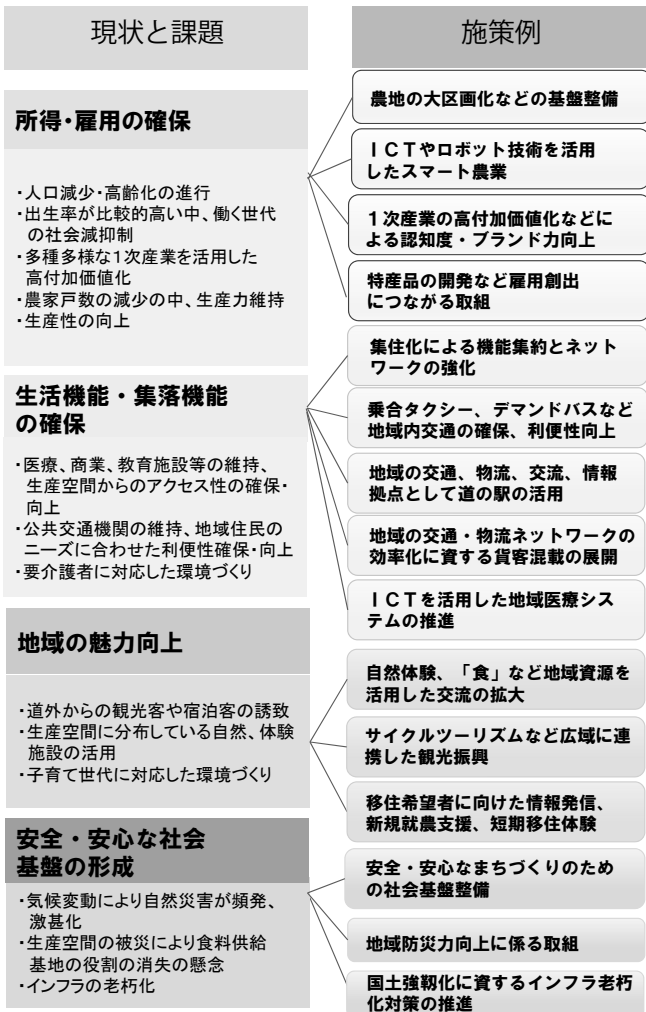 現状と課題
施策例
所得・雇用の確保
・人口減少・高齢化の進行
・出生率が比較的高い中、働く世代
の社会減抑制
・多種多様な1次産業を活用した
高付加価値化
・農家戸数の減少の中、生産力維持
・生産性の向上
農地の大区画化などの基盤整備
ICTやロボット技術を活用
したスマート農業
1次産業の高付加価値化などに
よる認知度・ブランド力向上
特産品の開発など雇用創出
につながる取組
生活機能・集落機能
の確保
・医療、商業、教育施設等の維持、
生産空間からのアクセス性の確保・
向上
・公共交通機関の維持、地域住民の
ニーズに合わせた利便性確保・向上
・要介護者に対応した環境づくり
集住化による機能集約とネット
ワークの強化
乗合タクシー、デマンドバスなど
地域内交通の確保、利便性向上
地域の交通、物流、交流、情報
拠点として道の駅の活用
地域の交通・物流ネットワークの
効率化に資する貨客混載の展開
ICTを活用した地域医療シス
テムの推進
地域の魅力向上
・道外からの観光客や宿泊客の誘致
・生産空間に分布している自然、体験
施設の活用
・子育て世代に対応した環境づくり
自然体験、「食」など地域資源を
活用した交流の拡大
サイクルツーリズムなど広域に連
携した観光振興
移住希望者に向けた情報発信、
新規就農支援、短期移住体験
安全・安心な社会
基盤の形成
・気候変動により自然災害が頻発、
激甚化
・生産空間の被災により食料供給
基地の役割の消失の懸念
・インフラの老朽化
安全・安心なまちづくりのため
の社会基盤整備
地域防災力向上に係る取組
国土強靱化に資するインフラ老朽
化対策の推進